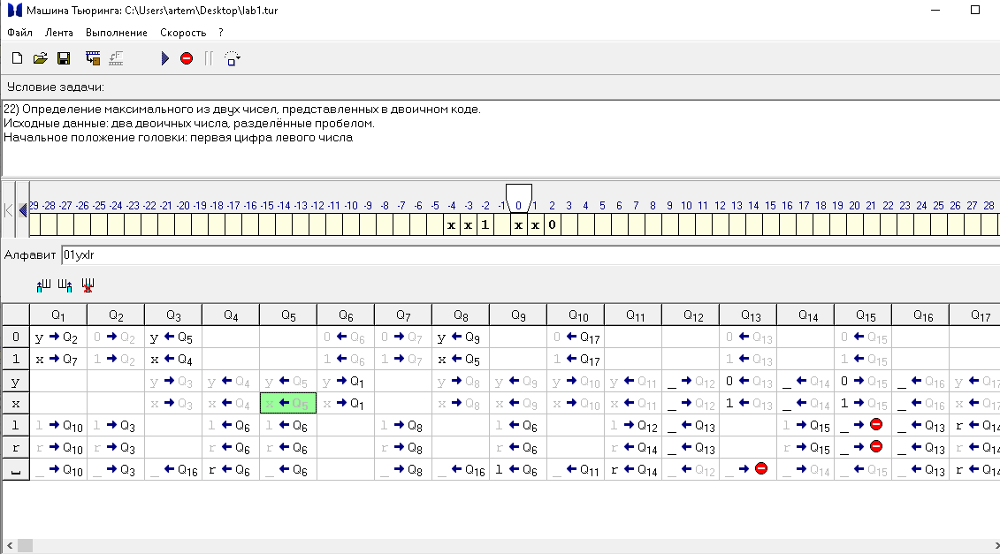 Машина Тьюринга: C:\Users\artem\Desktop\lab1.tur
Файл Лента Выполнение Скорость ?
Условие задачи:
22) Определение максимального из двух чисел, представленных в двоичном коде.
Исходные данные: два двоичных числа, разделённые пробелом.
Начальное положение головки: первая цифра левого числа
29 -28 -27 -26 -25 -24 -23 -22 -21 -20 -19 -18 -17 -16 -15 -14 -13 -12 -11 -10 -9 -8 -7 -6 -5 -4 -3 -2 -1 0 1 2 3 4 5 6 7 8 9 10 11 12 13 14 15 16 17 18 19 20 21 22 23 24 25 26 27 28
x x 1 x x 0
Алфавит 01yxlr
Q1 Q2 Q3 Q4 Q5 Q6 Q7 Q8 Q9 Q10 Q11 Q12 Q13 Q14 Q15 Q16 Q17
0 y → Q2 0 → Q2 y ← Q5 0 ← Q6 0 → Q7 y ← Q9 0 ← Q17 0 ← Q13 0 ← Q15
1 x → Q7 1 → Q2 x ← Q4 1 ← Q6 1 → Q7 x ← Q5 1 ← Q17 1 ← Q13 1 ← Q15
y y → Q3 y ← Q4 y ← Q5 y → Q1 y → Q8 y ← Q9 y → Q10 y ← Q11 _ → Q12 0 ← Q13 _ ← Q14 0 ← Q15 _ ← Q16 y ← Q17
x x → Q3 x ← Q4 x ← Q5 x → Q1 x → Q8 x ← Q9 x → Q10 x ← Q11 _ → Q12 1 ← Q13 _ ← Q14 1 ← Q15 _ ← Q16 x ← Q17
l l → Q10 l → Q3 l ← Q6 l ← Q6 l → Q8 l ← Q6 l → Q12 _ ← Q13 l → Q15 _ → _ ← Q13 r ← Q14
r r → Q10 r → Q3 r ← Q6 r ← Q6 r → Q8 r ← Q6 r ← Q14 _ ← Q13 r → Q15 _ → _ ← Q13 r ← Q14
_ → Q10 _ → Q3 _ ← Q16 r ← Q6 _ ← Q6 _ → Q8 _ ← Q16 l ← Q6 _ ← Q11 r ← Q14 _ ← Q12 _ → _ → Q14 _ ← Q15 _ ← Q13 r ← Q14